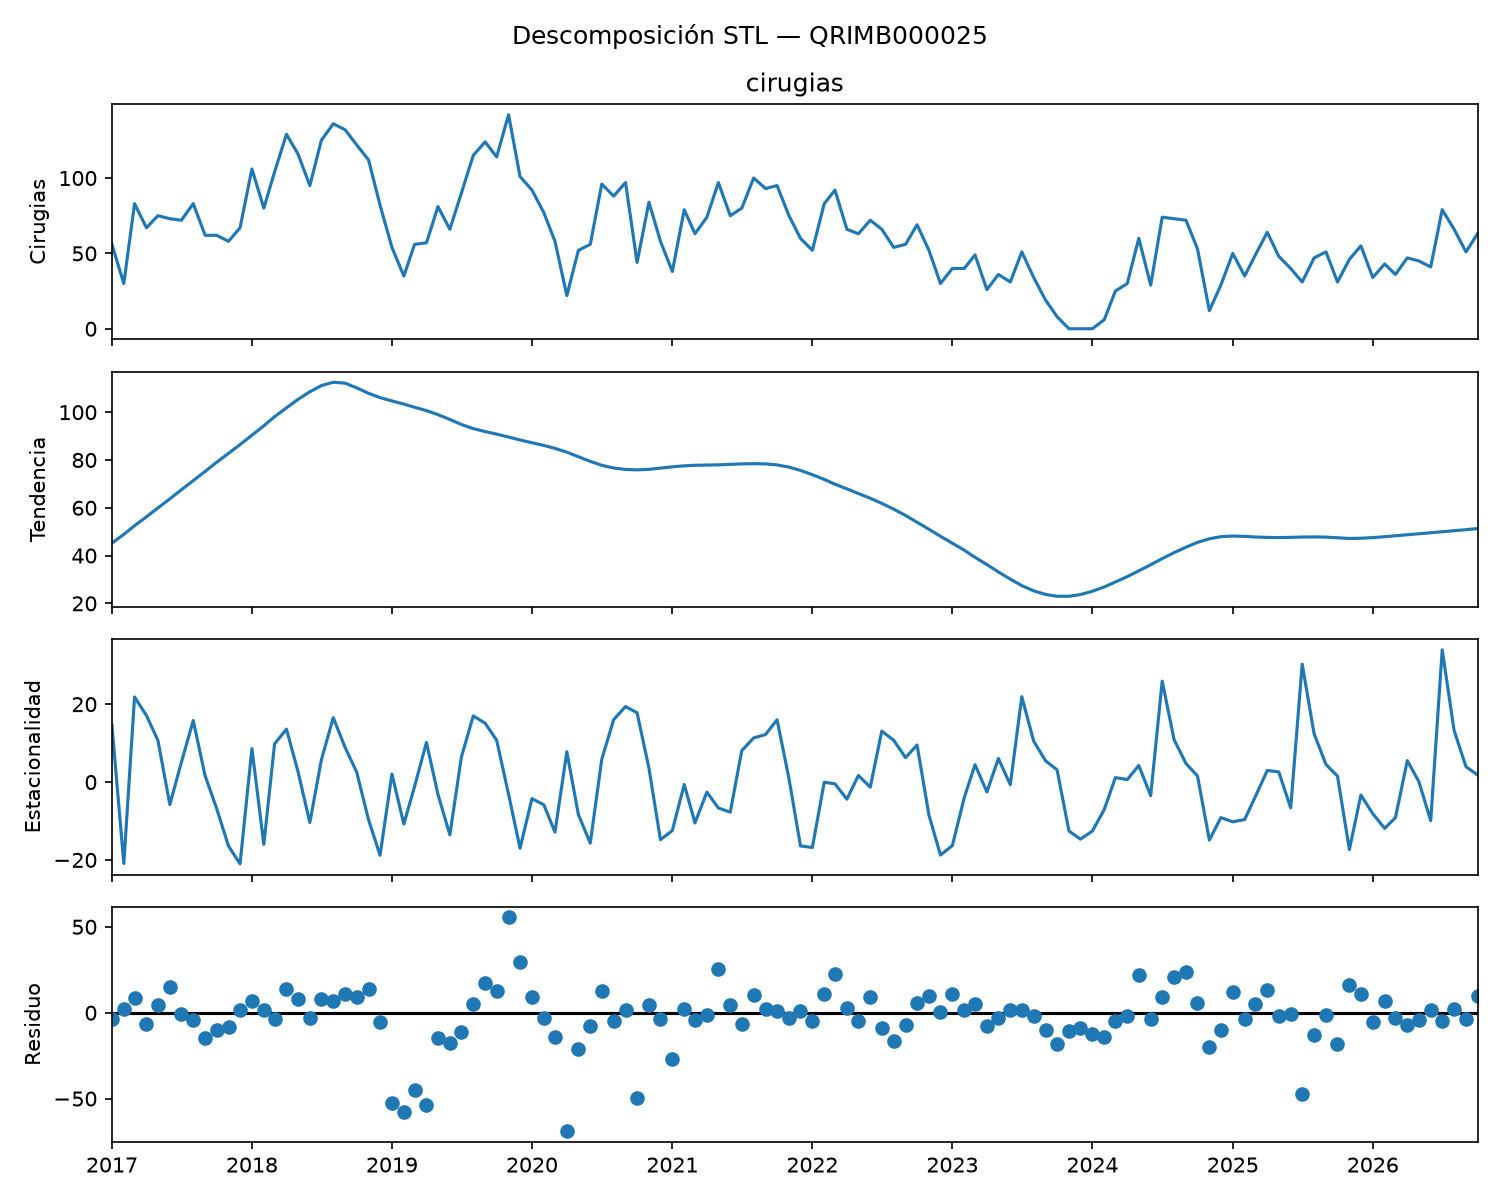 Descomposición STL — QRIMB000025
cirugias
Cirugias
100
50
0
Tendencia
100
80
60
40
20
Estacionalidad
20
0
−20
Residuo
50
0
−50
2017 2018 2019 2020 2021 2022 2023 2024 2025 2026